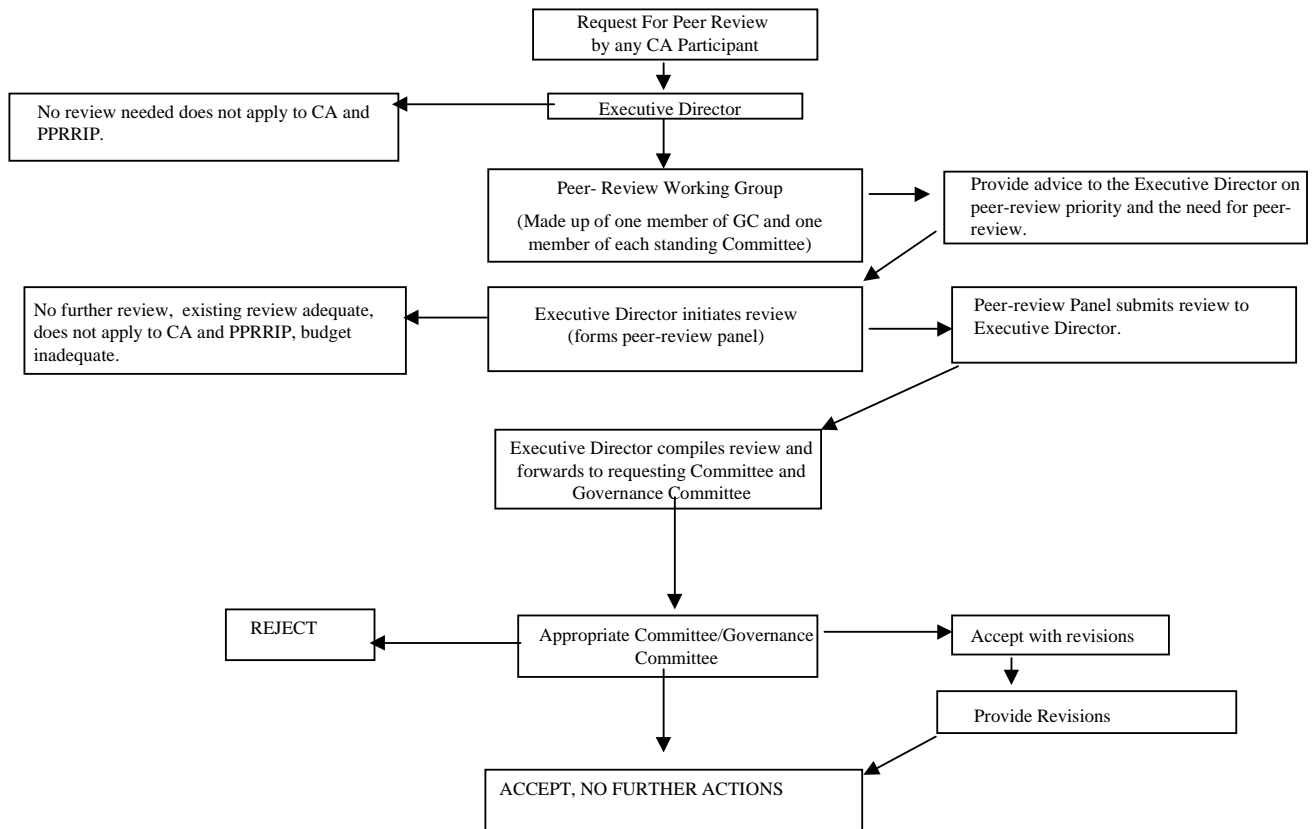 Request For Peer Review
by any CA Participant
No review needed does not apply to CA and
PPRRIP.
Executive Director
Peer- Review Working Group
(Made up of one member of GC and one
member of each standing Committee)
Provide advice to the Executive Director on
peer-review priority and the need for peer-
review.
No further review, existing review adequate,
does not apply to CA and PPRRIP, budget
inadequate.
Executive Director initiates review
(forms peer-review panel)
Peer-review Panel submits review to
Executive Director.
Executive Director compiles review and
forwards to requesting Committee and
Governance Committee
REJECT
Appropriate Committee/Governance
Committee
Accept with revisions
Provide Revisions
ACCEPT, NO FURTHER ACTIONS